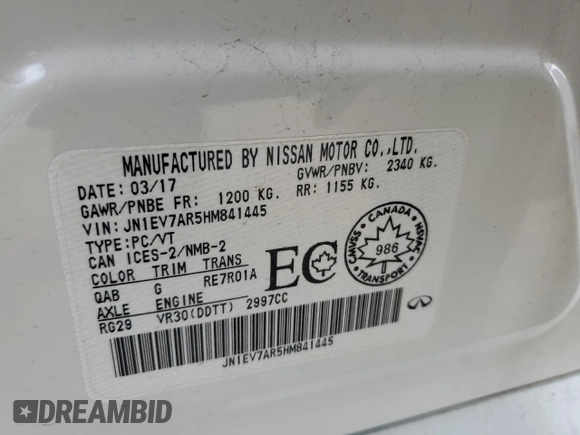 MANUFACTURED BY NISSAN MOTOR CO.,LTD.
DATE: 03/17 GVWR/PNBV: 2340 KG.
GAWR/PNBE FR: 1200 KG. RR: 1155 KG.
VIN: JN1EV7AR5HM841445
TYPE:PC/VT
CAN ICES-2/NMB-2
COLOR TRIM TRANS
QAB G RE7R01A
AXLE ENGINE
RG29 VR30(DDTT) 2997CC
EC
CANADA
CMVSS NSVAC
986
TRANSPORT
JN1EV7AR5HM841445
DREAMBID